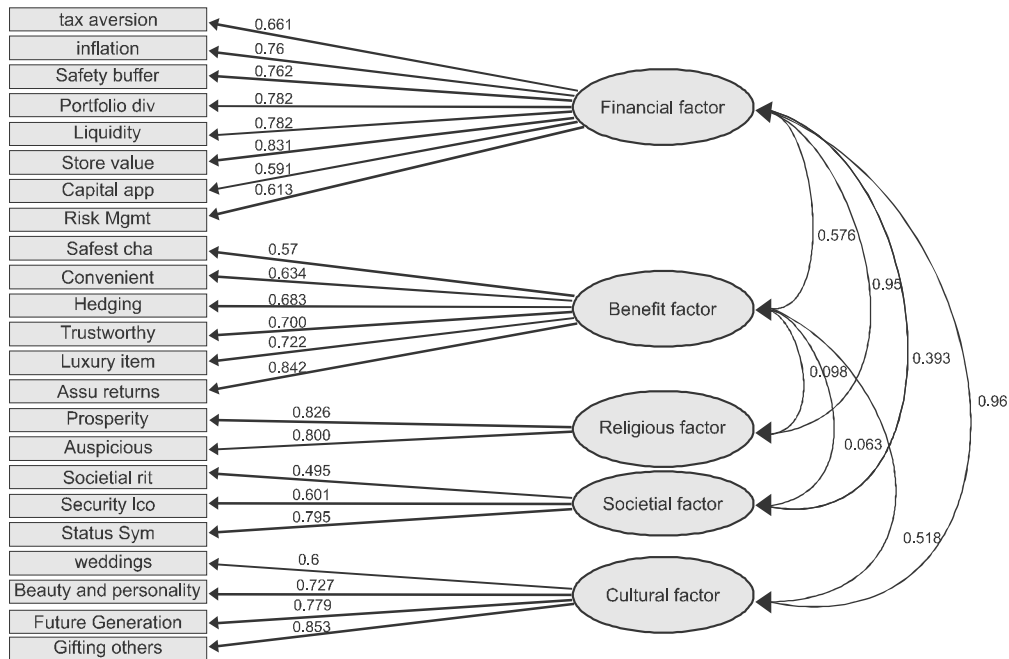 tax aversion
inflation
Safety buffer
Portfolio div
Liquidity
Store value
Capital app
Risk Mgmt
Safest cha
Convenient
Hedging
Trustworthy
Luxury item
Assu returns
Prosperity
Auspicious
Societial rit
Security Ico
Status Sym
weddings
Beauty and personality
Future Generation
Gifting others
0.661
0.76
0.762
0.782
0.782
0.831
0.591
0.613
0.57
0.634
0.683
0.700
0.722
0.842
0.826
0.800
0.495
0.601
0.795
0.6
0.727
0.779
0.853
Financial factor
Benefit factor
Religious factor
Societial factor
Cultural factor
0.576
0.95
0.393
0.098
0.96
0.063
0.518